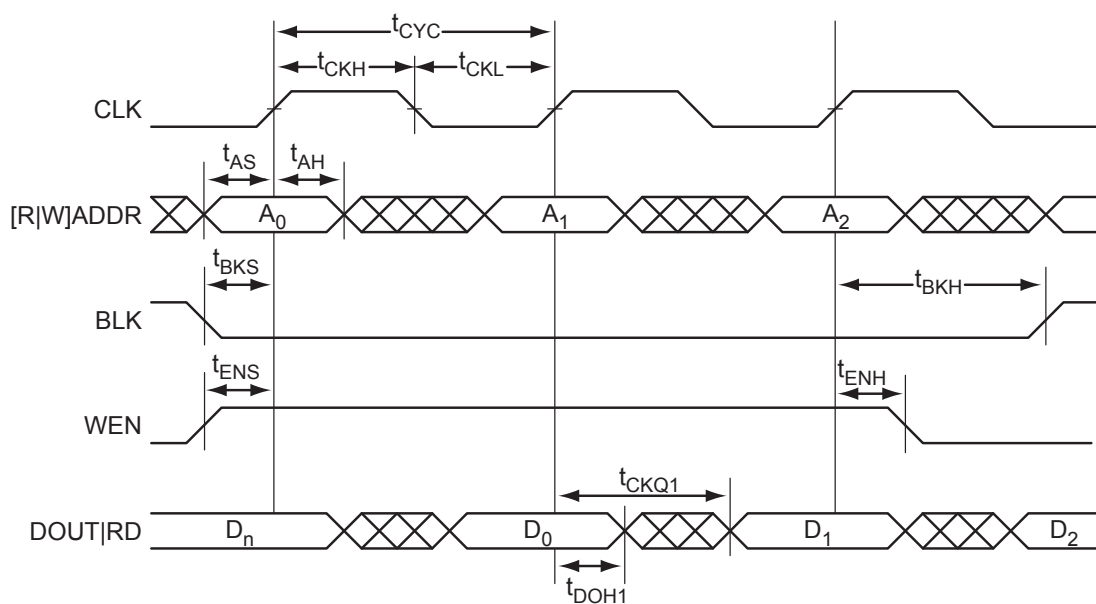 tCYC
tCKH tCKL
CLK
tAS tAH
[R|W]ADDR A0 A1 A2
tBKS tBKH
BLK
tENS tENH
WEN
tCKQ1
DOUT|RD Dn D0 D1 D2
tDOH1